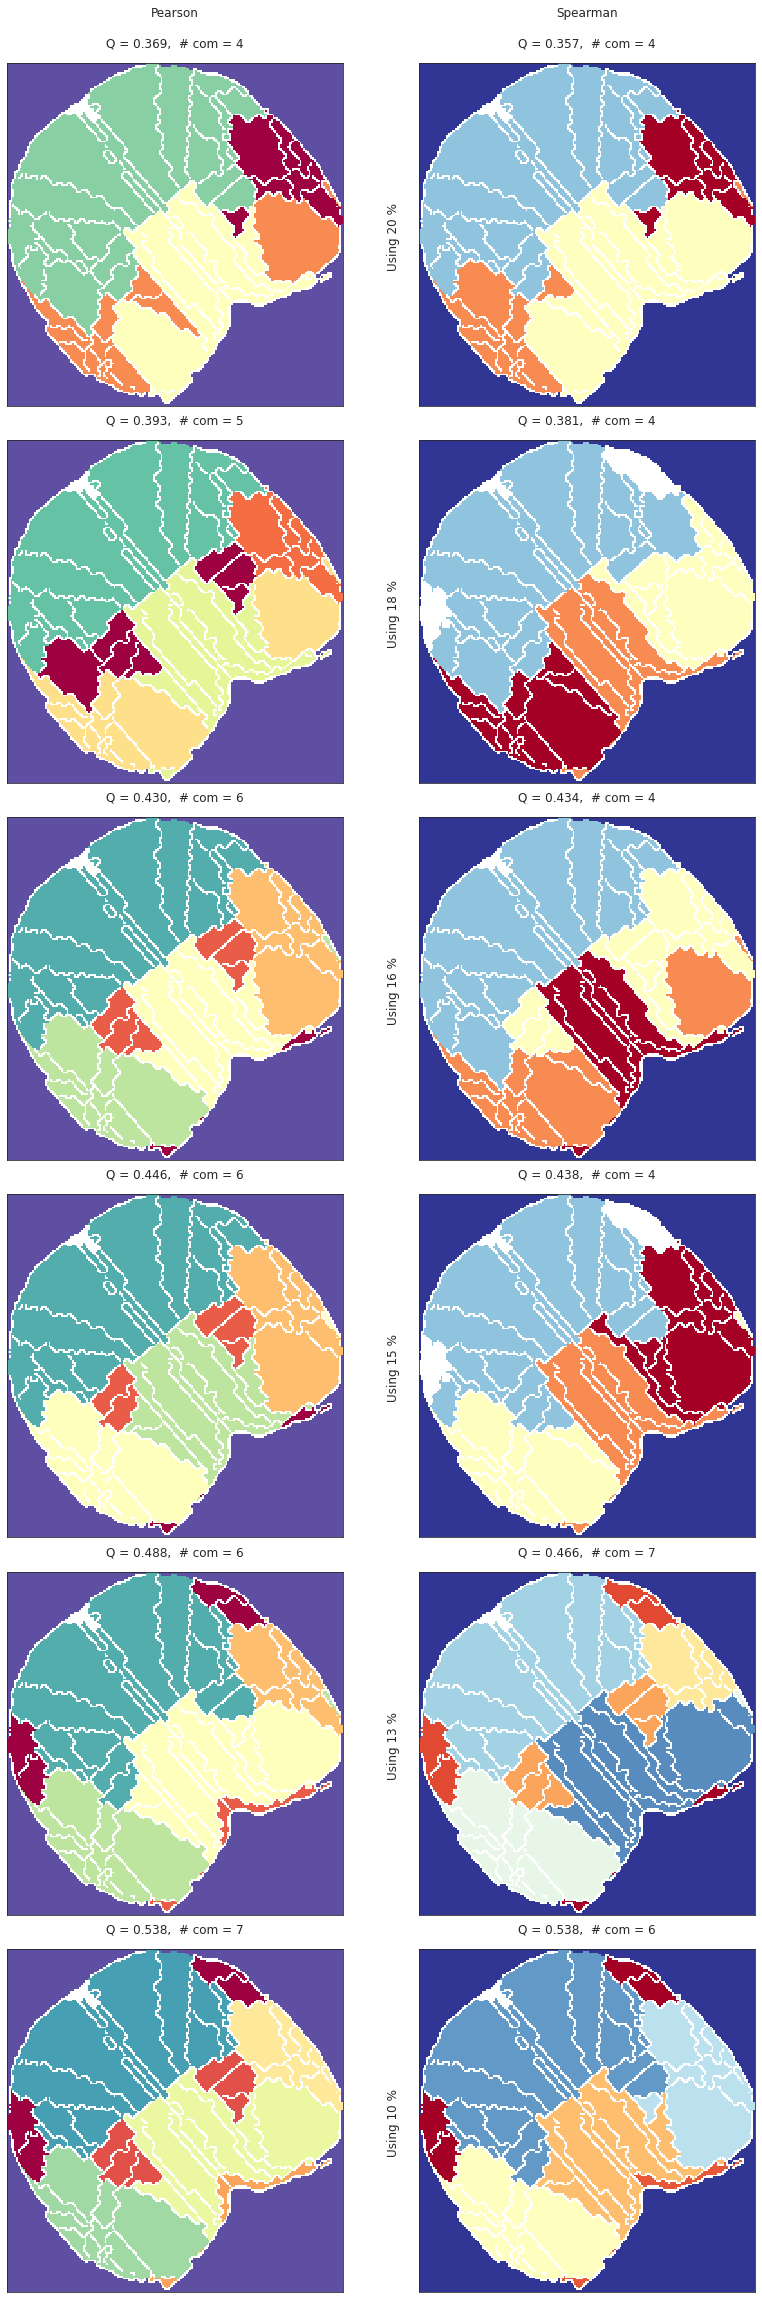 Pearson
Spearman
Q = 0.369,  # com = 4
Q = 0.357,  # com = 4
Using 20 %
Q = 0.393,  # com = 5
Q = 0.381,  # com = 4
Using 18 %
Q = 0.430,  # com = 6
Q = 0.434,  # com = 4
Using 16 %
Q = 0.446,  # com = 6
Q = 0.438,  # com = 4
Using 15 %
Q = 0.488,  # com = 6
Q = 0.466,  # com = 7
Using 13 %
Q = 0.538,  # com = 7
Q = 0.538,  # com = 6
Using 10 %